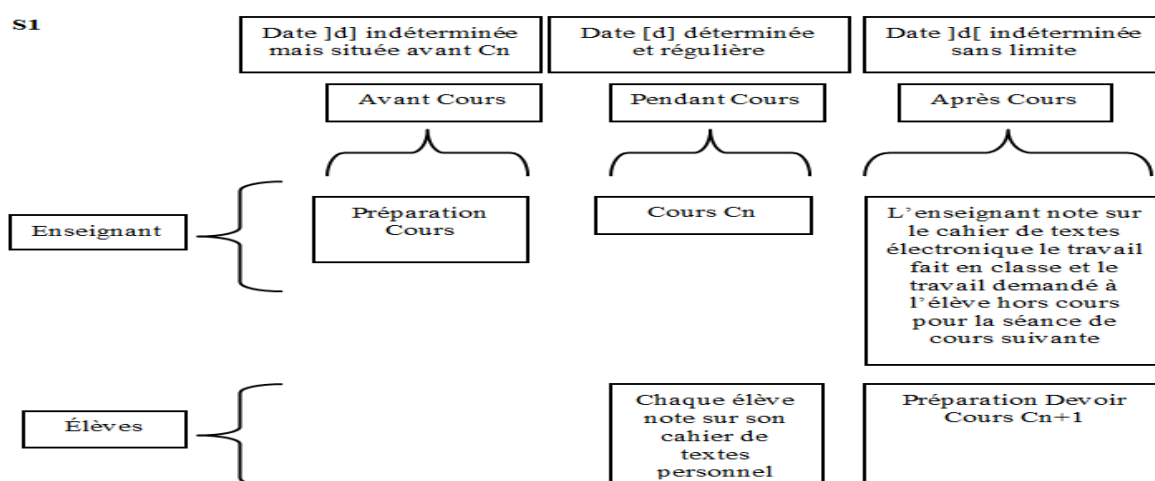 S1
Date ]d] indéterminée
mais située avant Cn
Date [d] déterminée
et régulière
Date ]d[ indéterminée
sans limite
Avant Cours
Pendant Cours
Après Cours
Enseignant
Préparation
Cours
Cours Cn
L'enseignant note sur
le cahier de textes
électronique le travail
fait en classe et le
travail demandé à
l'élève hors cours
pour la séance de
cours suivante
Élèves
Chaque élève
note sur son
cahier de
textes
personnel
Préparation Devoir
Cours Cn+1